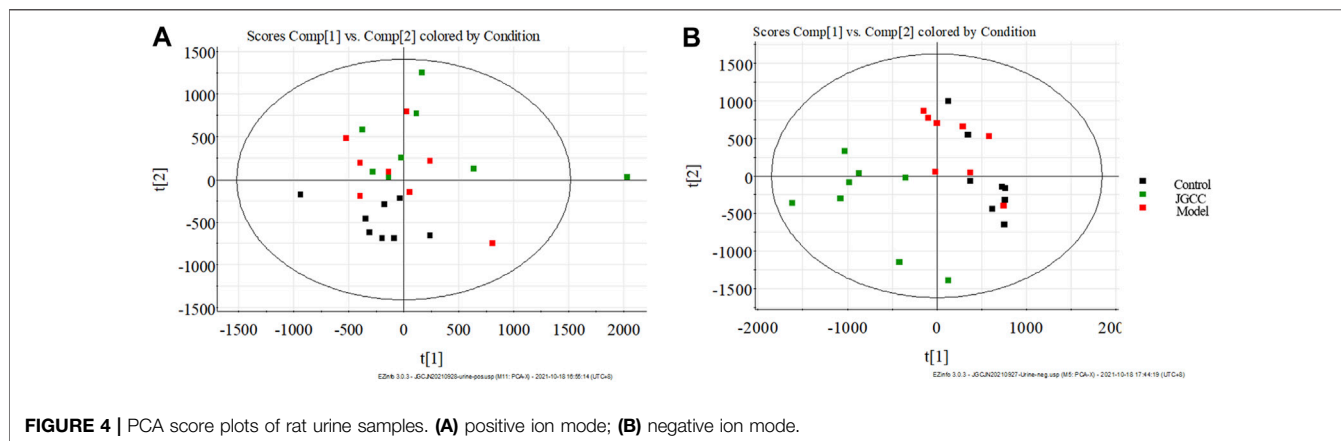 A
Scores Comp[1] vs. Comp[2] colored by Condition
1500
1000
500
0
-500
-1000
-1500
t[2]
-1500 -1000 -500 0 500 1000 1500 2000
t[1]
EZinfo 3.0.3 - JGCJN20210928-urine-pos.usp (M11: PCA-X) - 2021-10-18 16:55:14 (UTC+8)
B
Scores Comp[1] vs. Comp[2] colored by Condition
1500
1000
500
0
-500
-1000
-1500
t[2]
-2000 -1000 0 1000 200
t[1]
EZinfo 3.0.3 - JGCJN20210927-Urine-neg.usp (M5: PCA-X) - 2021-10-18 17:44:19 (UTC+8)
Control
JGCC
Model
FIGURE 4 | PCA score plots of rat urine samples. (A) positive ion mode; (B) negative ion mode.